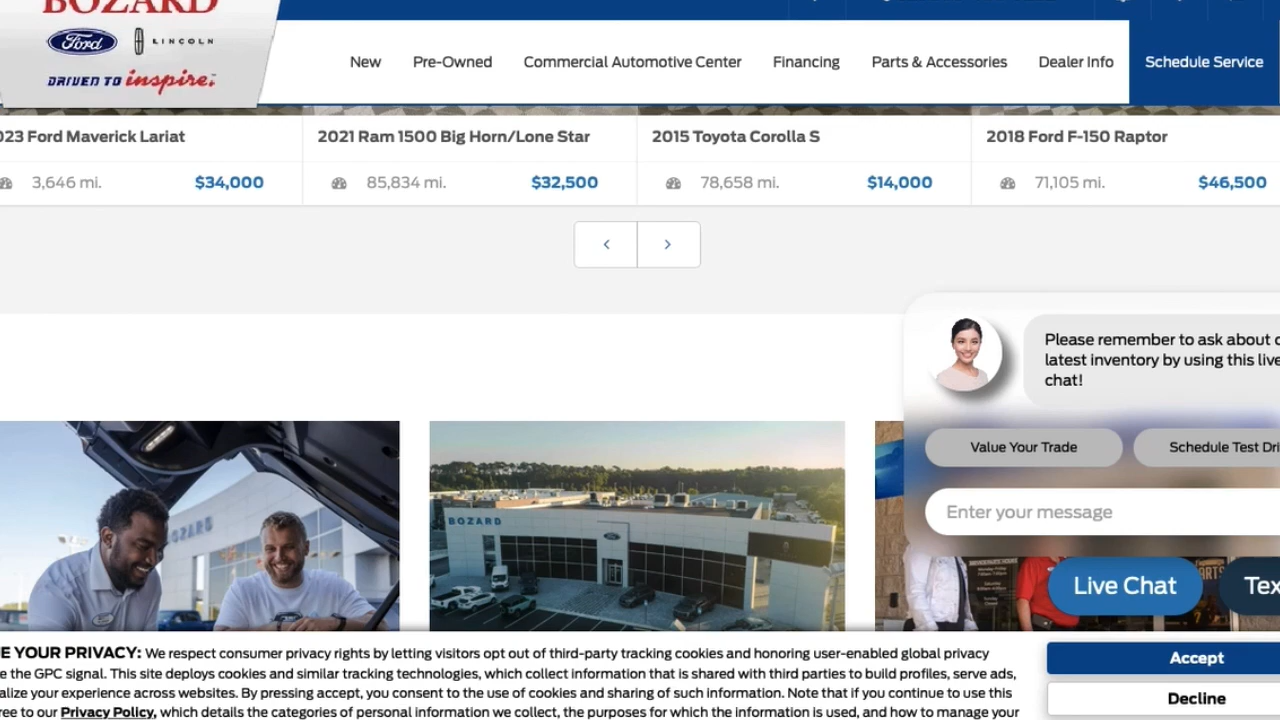 BOZARD
Ford LINCOLN
DRIVEN TO inspire.
New Pre-Owned Commercial Automotive Center Financing Parts & Accessories Dealer Info Schedule Service
023 Ford Maverick Lariat
3,646 mi. $34,000
2021 Ram 1500 Big Horn/Lone Star
85,834 mi. $32,500
2015 Toyota Corolla S
78,658 mi. $14,000
2018 Ford F-150 Raptor
71,105 mi. $46,500
Please remember to ask about
latest inventory by using this live
chat!
Value Your Trade Schedule Test Dri
Enter your message
BOZARD
BOZARD
Live Chat Tex
E YOUR PRIVACY: We respect consumer privacy rights by letting visitors opt out of third-party tracking cookies and honoring user-enabled global privacy
e the GPC signal. This site deploys cookies and similar tracking technologies, which collect information that is shared with third parties to build profiles, serve ads,
alize your experience across websites. By pressing accept, you consent to the use of cookies and sharing of such information. Note that if you continue to use this
ree to our Privacy Policy, which details the categories of personal information we collect, the purposes for which the information is used, and how to manage your
Accept
Decline